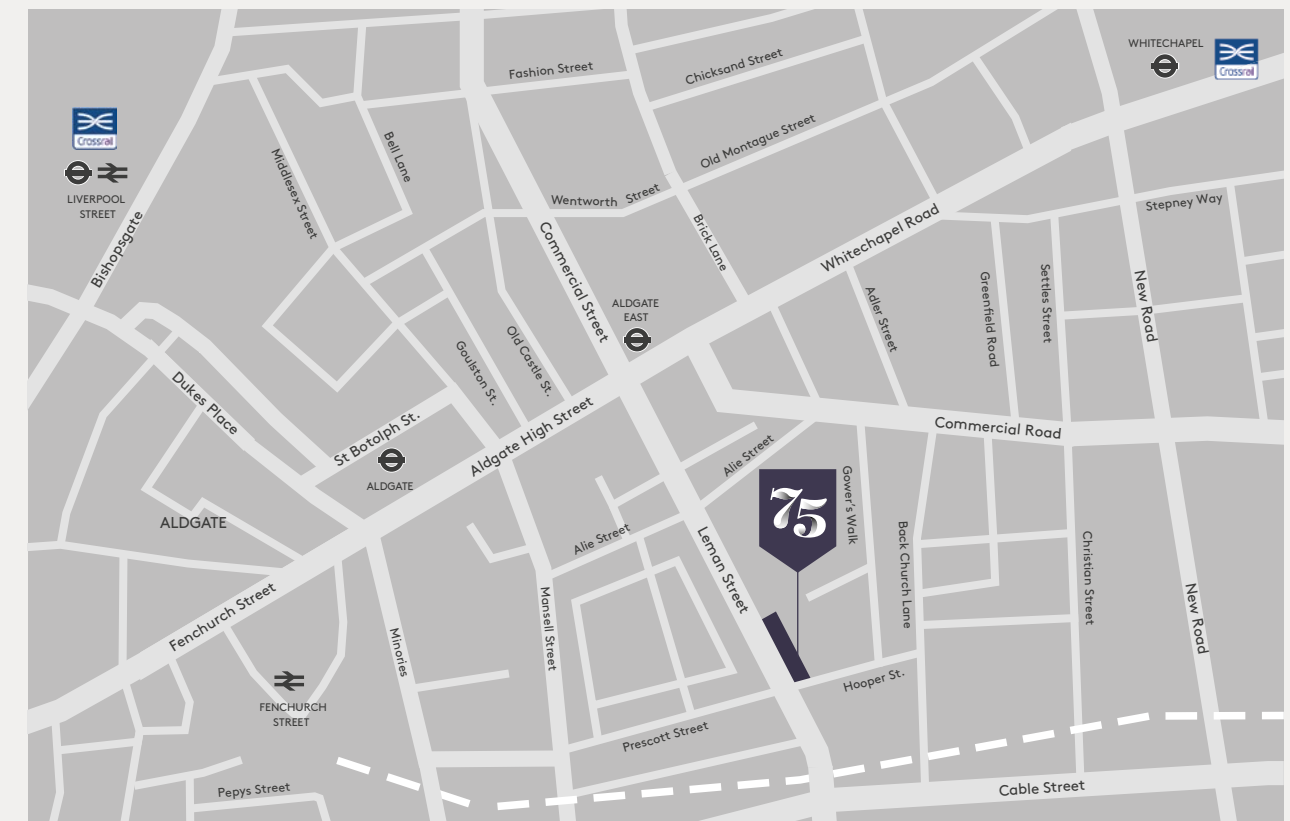 WHITECHAPEL
Crossrail
Fashion Street
Chicksand Street
Crossrail
LIVERPOOL
STREET
Bell Lane
Middlesex Street
Old Montague Street
Wentworth Street
Stepney Way
Bishopsgate
Commercial Street
Brick Lane
Whitechapel Road
ALDGATE
EAST
Adler Street
Greenfield Road
Settles Street
New Road
Goulston St.
Old Castle St.
Dukes Place
St Botolph St.
Aldgate High Street
Commercial Road
ALDGATE
Alie Street
75
Gower's Walk
ALDGATE
Alie Street
Leman Street
Back Church Lane
Christian Street
Fenchurch Street
Mansell Street
Minories
New Road
FENCHURCH
STREET
Hooper St.
Prescott Street
Pepys Street
Cable Street